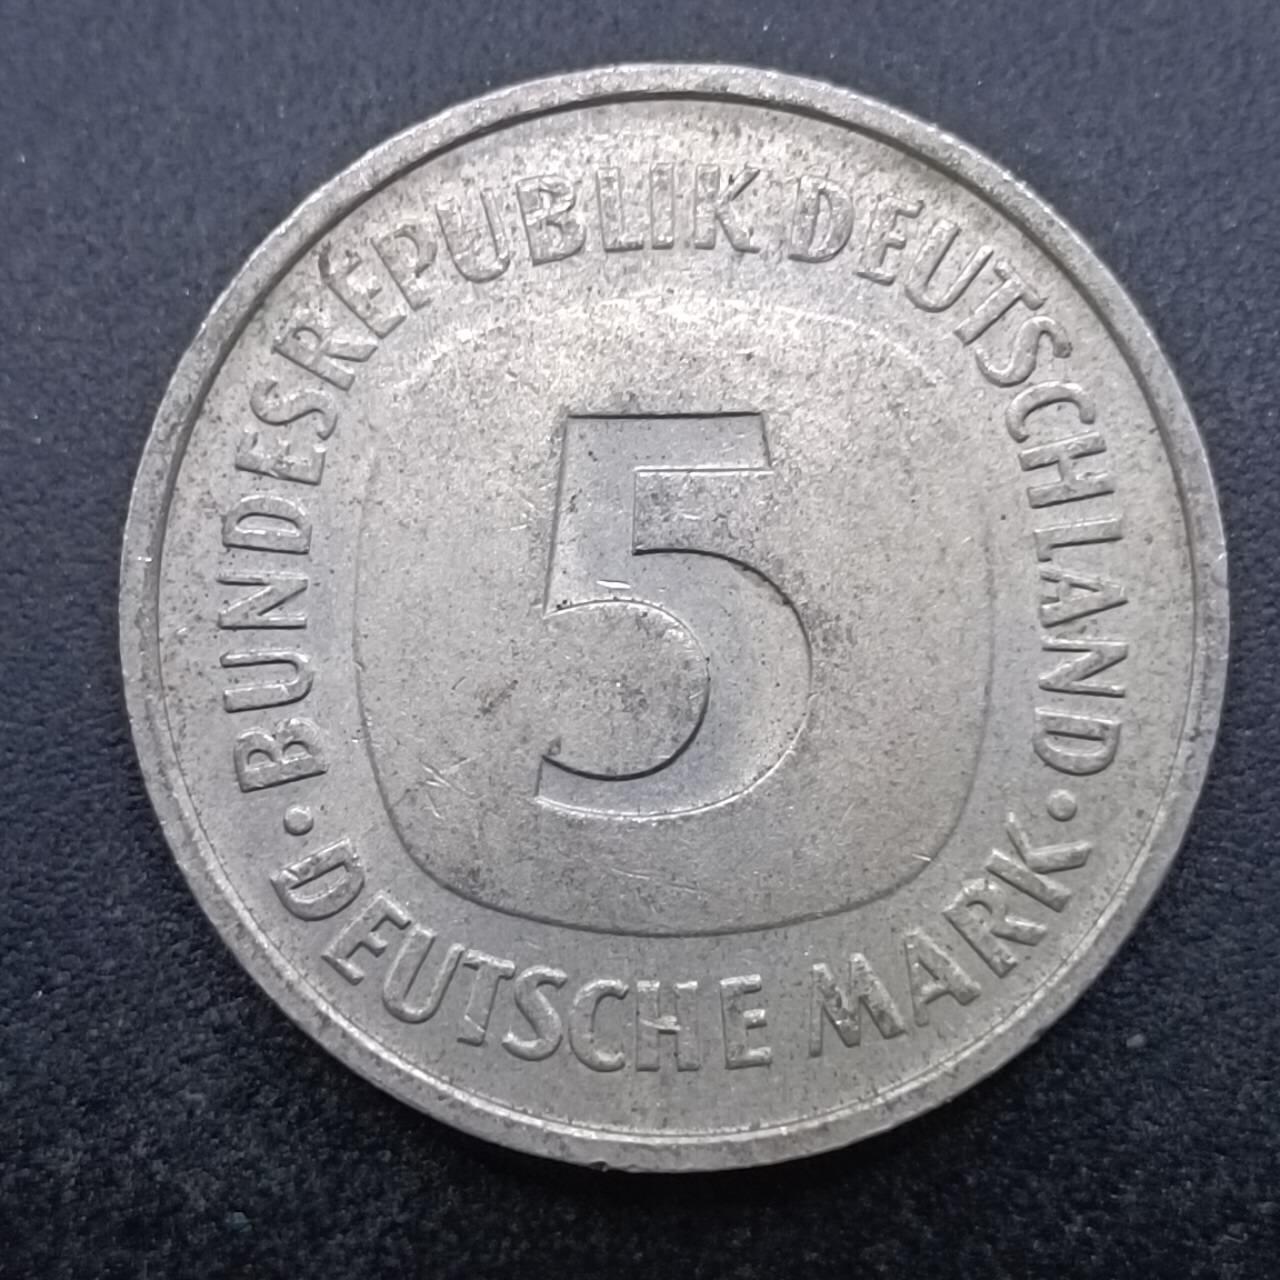 BUNDESREPUBLIK DEUTSCHLAND
5
· DEUTSCHE MARK ·